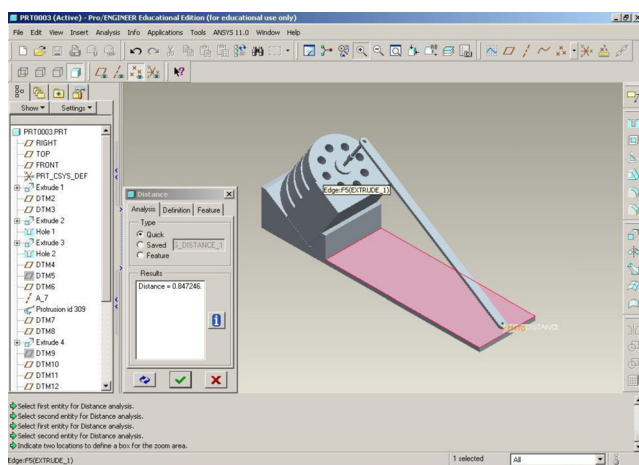 PRT0003 (Active) - Pro/ENGINEER Educational Edition (for educational use only)
File Edit View Insert Analysis Info Applications Tools ANSYS 11.0 Window Help
Show Settings
PRT0003.PRT
RIGHT
TOP
FRONT
PRT_CSYS_DEF
Extrude 1
DTM2
DTM3
Extrude 2
Hole 1
Extrude 3
Hole 2
DTM4
DTM5
DTM6
A_7
Protrusion id 309
DTM7
DTM8
Extrude 4
DTM9
DTM10
DTM11
DTM12
Distance
Analysis Definition Feature
Type
Quick
Saved S_DISTANCE_1
Feature
Results
Distance = 0.847246.
Edge:F5(EXTRUDE_1)
DISTANCE
Select first entity for Distance analysis.
Select second entity for Distance analysis.
Select first entity for Distance analysis.
Select second entity for Distance analysis.
Indicate two locations to define a box for the zoom area.
Edge:F5(EXTRUDE_1)
1 selected
All